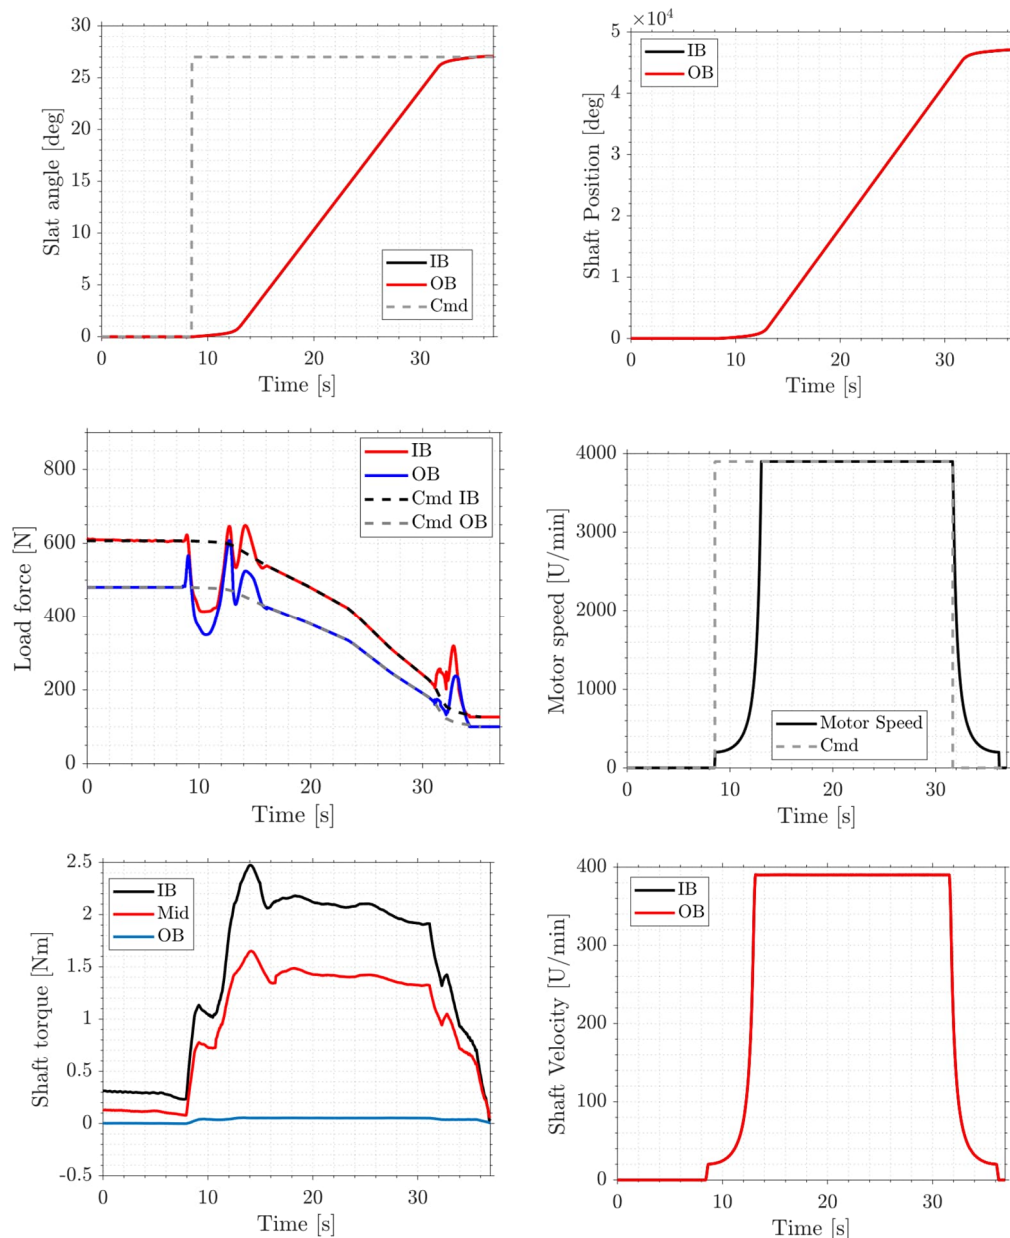 30
25
20
15
10
5
0
Slat angle [deg]
IB
OB
Cmd
0
10
20
30
Time [s]
×10⁴
5
4
3
2
1
0
Shaft Position [deg]
IB
OB
0
10
20
30
Time [s]
800
600
400
200
0
Load force [N]
IB
OB
Cmd IB
Cmd OB
0
10
20
30
Time [s]
4000
3000
2000
1000
0
Motor speed [U/min]
Motor Speed
Cmd
0
10
20
30
Time [s]
2.5
2
1.5
1
0.5
0
-0.5
Shaft torque [Nm]
IB
Mid
OB
0
10
20
30
Time [s]
400
300
200
100
0
Shaft Velocity [U/min]
IB
OB
0
10
20
30
Time [s]